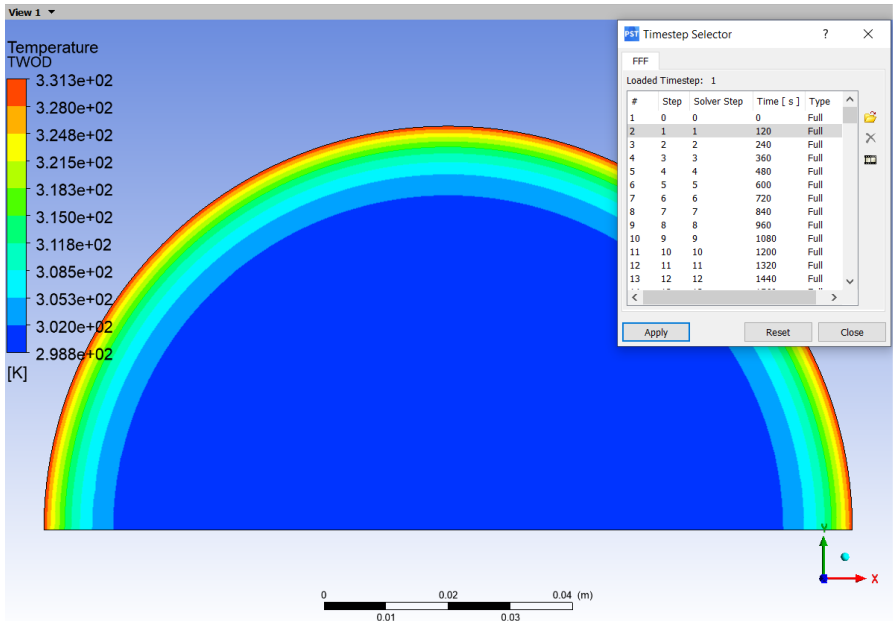 View 1
Temperature
TWOD
3.313e+02
3.280e+02
3.248e+02
3.215e+02
3.183e+02
3.150e+02
3.118e+02
3.085e+02
3.053e+02
3.020e+02
2.988e+02
[K]
PST Timestep Selector ?
FFF
Loaded Timestep: 1
# Step Solver Step Time [ s ] Type
1 0 0 0 Full
2 1 1 120 Full
3 2 2 240 Full
4 3 3 360 Full
5 4 4 480 Full
6 5 5 600 Full
7 6 6 720 Full
8 7 7 840 Full
9 8 8 960 Full
10 9 9 1080 Full
11 10 10 1200 Full
12 11 11 1320 Full
13 12 12 1440 Full
Apply Reset Close
Y
X
0 0.02 0.04 (m)
0.01 0.03